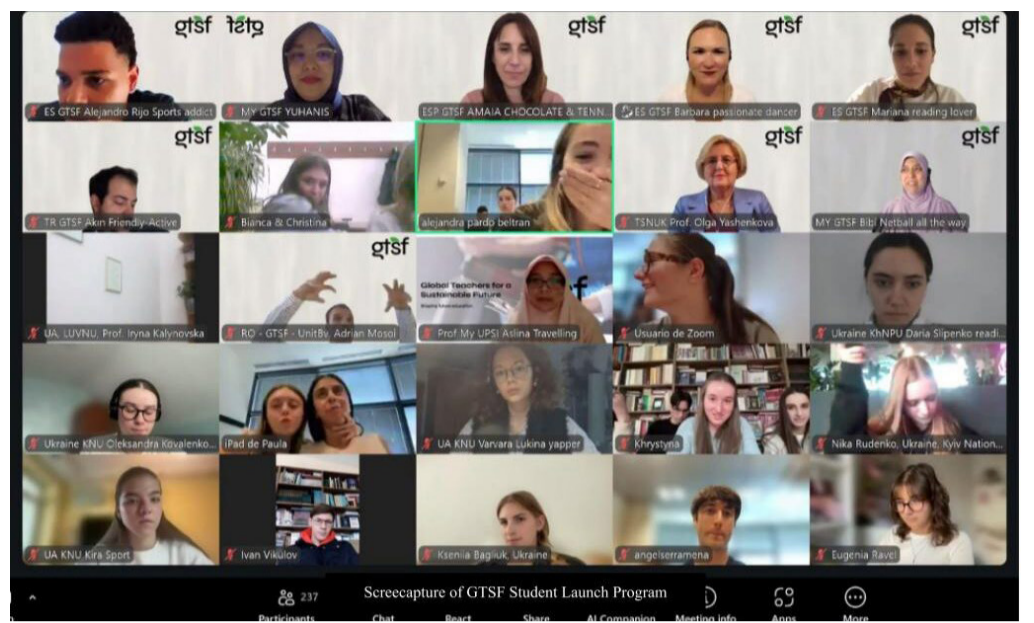 gtsf
gtsf
gtsf
gtsf
gtsf
ES GTSF Alejandro Rijo Sports addict
MY GTSF YUHANIS
ESP GTSF AMAIA CHOCOLATE & TENN...
ES GTSF Barbara passionate dancer
ES GTSF Mariana reading lover
gtsf
gtsf
gtsf
TR GTSF Akın Friendly-Active
Bianca & Christina
alejandra pardo beltran
TSNUK Prof. Olga Yashenkova
MY GTSF Bibi Netball all the way
gtsf
Global Teachers for a
Sustainable Future
UA, LUVNU, Prof. Iryna Kalynovska
RO - GTSF - UnitBv, Adrian Mosoi
Prof My UPSI Aslina Travelling
Usuario de Zoom
Ukraine KhNPU Daria Slipenko readi...
Ukraine KNU Oleksandra Kovalenko...
iPad de Paula
UA KNU Varvara Lukina yapper
Khrystyna
Nika Rudenko, Ukraine, Kyiv Nation...
UA KNU Kira Sport
Ivan Vikulov
Kseniia Bagliuk, Ukraine
angelserramena
Eugenia Ravel
237
Screecapture of GTSF Student Launch Program
Participants
Chat
React
Share
AI Companion
Meeting info
Apps
More